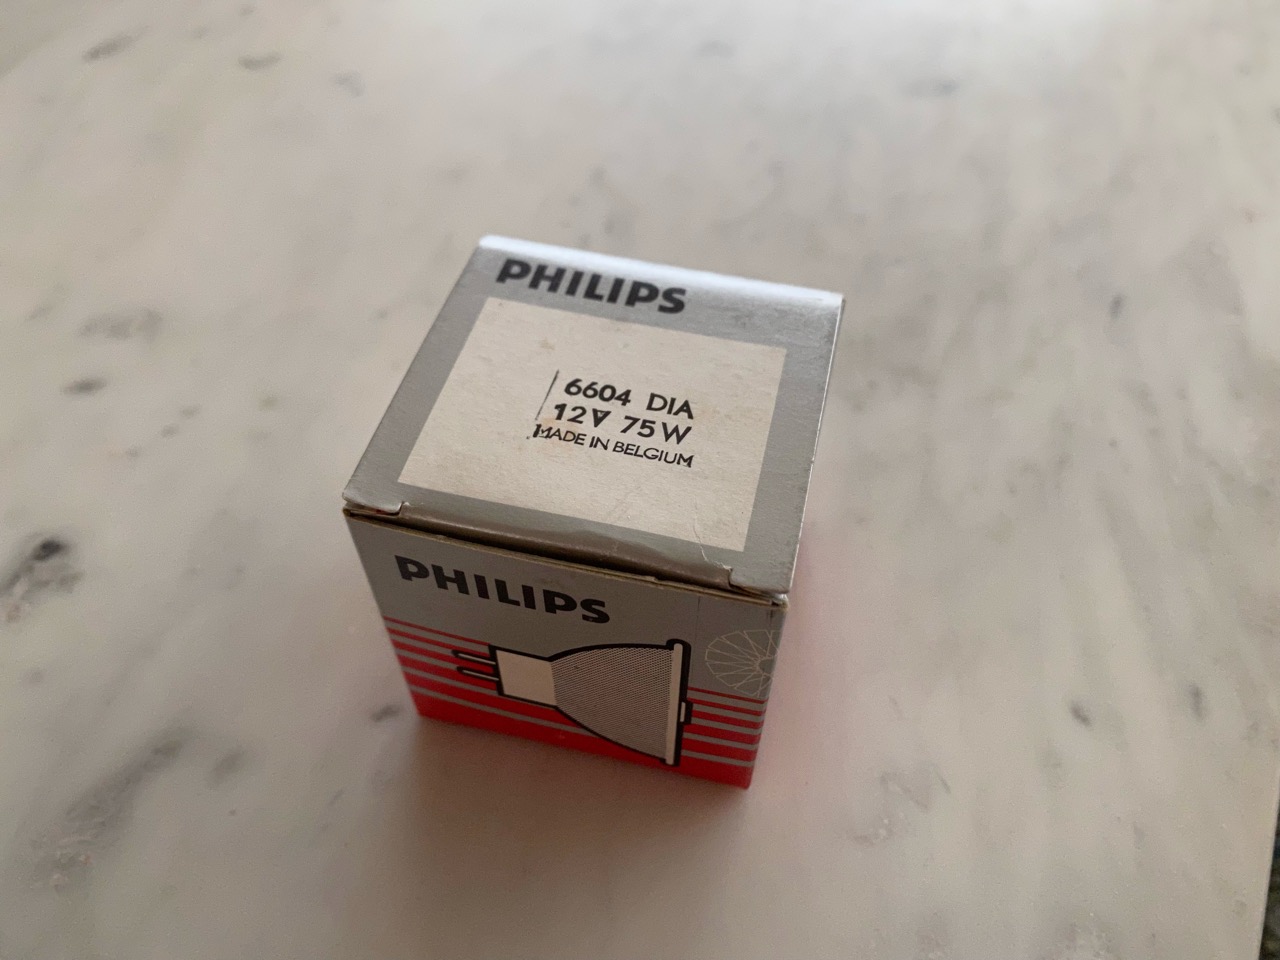 PHILIPS
6604 DIA
12V 75W
MADE IN BELGIUM
PHILIPS